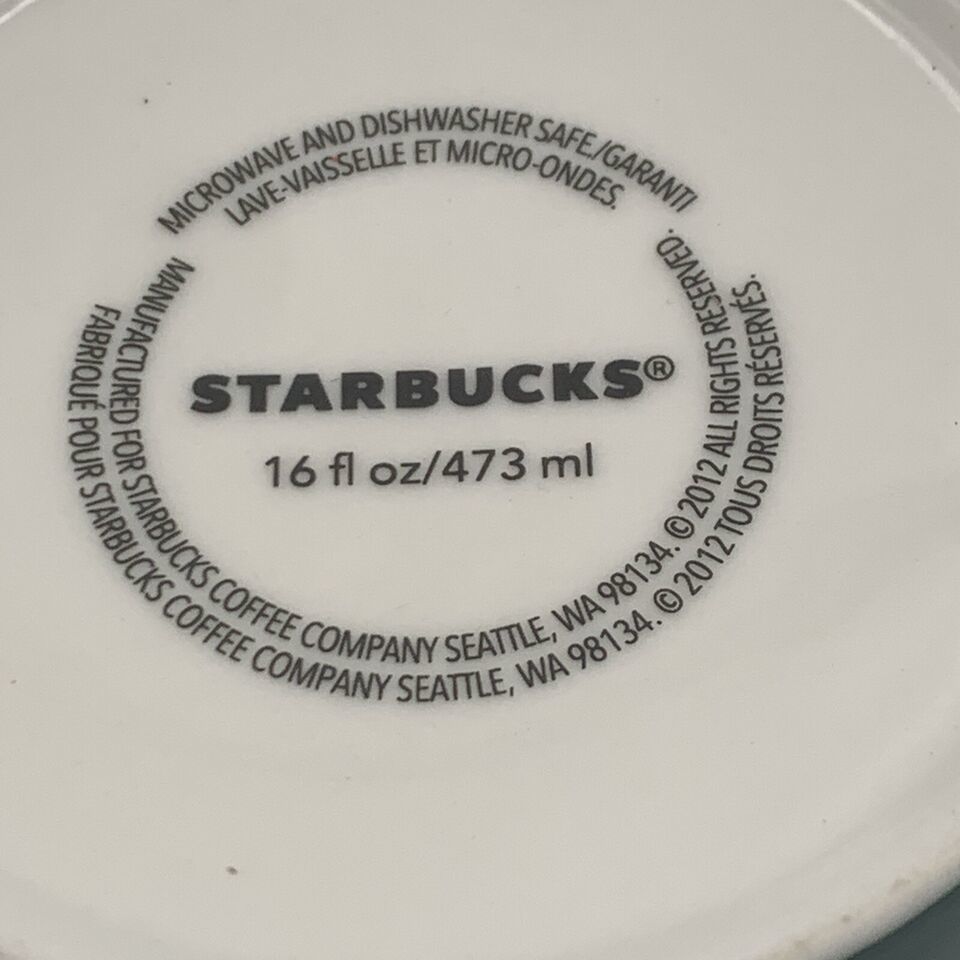 MICROWAVE AND DISHWASHER SAFE/GARANTI
LAVE-VAISSELLE ET MICRO-ONDES.
STARBUCKS®
16 fl oz/473 ml
MANUFACTURED FOR STARBUCKS COFFEE COMPANY SEATTLE, WA 98134. © 2012 ALL RIGHTS RESERVED.
FABRIQUÉ POUR STARBUCKS COFFEE COMPANY SEATTLE, WA 98134. © 2012 TOUS DROITS RÉSERVÉS.